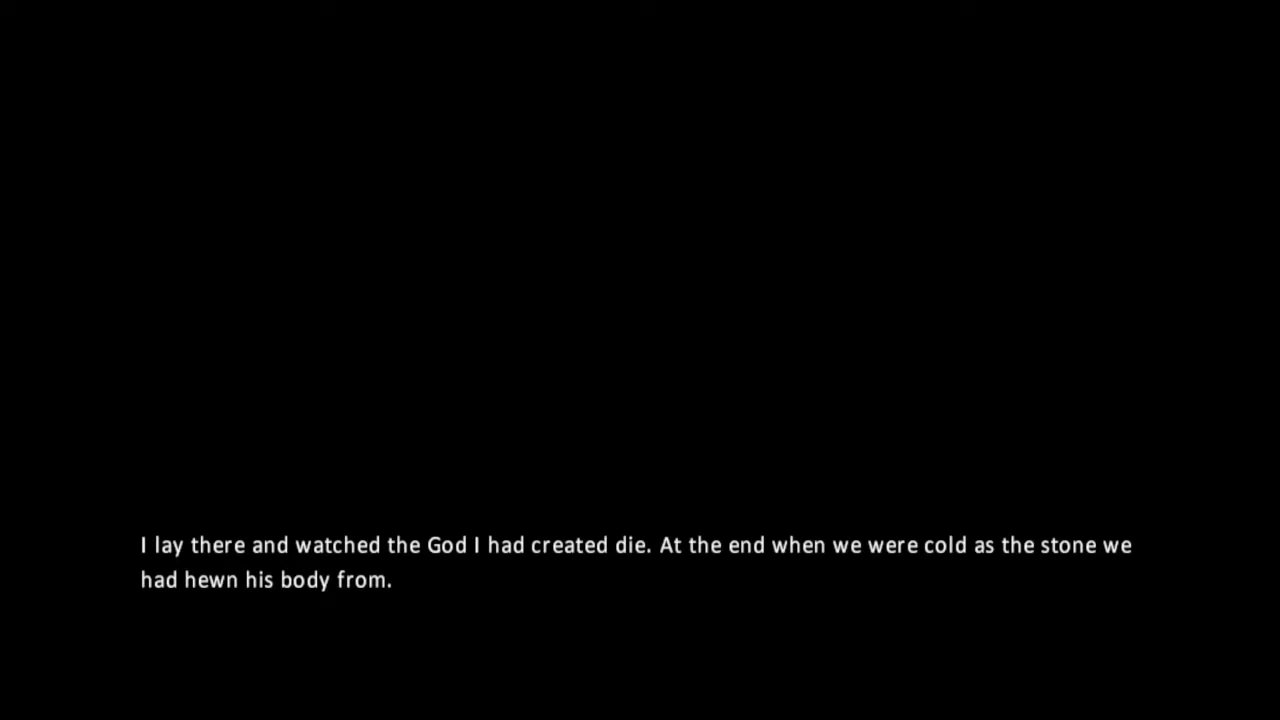 I lay there and watched the God I had created die. At the end when we were cold as the stone we
had hewn his body from.